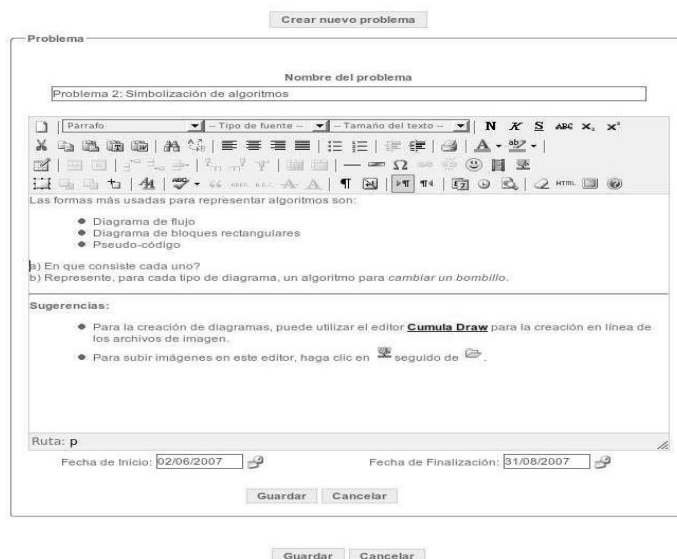 Crear nuevo problema
Problema
Nombre del problema
Problema 2: Simbolización de algoritmos
Párrafo -- Tipo de fuente -- -- Tamaño del texto -- N K S ABC x, x²
A ab
Ω
66 A A ¶ ¶ ¶ HTML
Las formas más usadas para representar algoritmos son:
Diagrama de flujo
Diagrama de bloques rectangulares
Pseudo-código
a) En que consiste cada uno?
b) Represente, para cada tipo de diagrama, un algoritmo para cambiar un bombillo.
Sugerencias:
Para la creación de diagramas, puede utilizar el editor Cumula Draw para la creación en línea de
los archivos de imagen.
Para subir imágenes en este editor, haga clic en seguido de .
Ruta: p
Fecha de Inicio: 02/06/2007 Fecha de Finalización: 31/08/2007
Guardar Cancelar
Guardar Cancelar